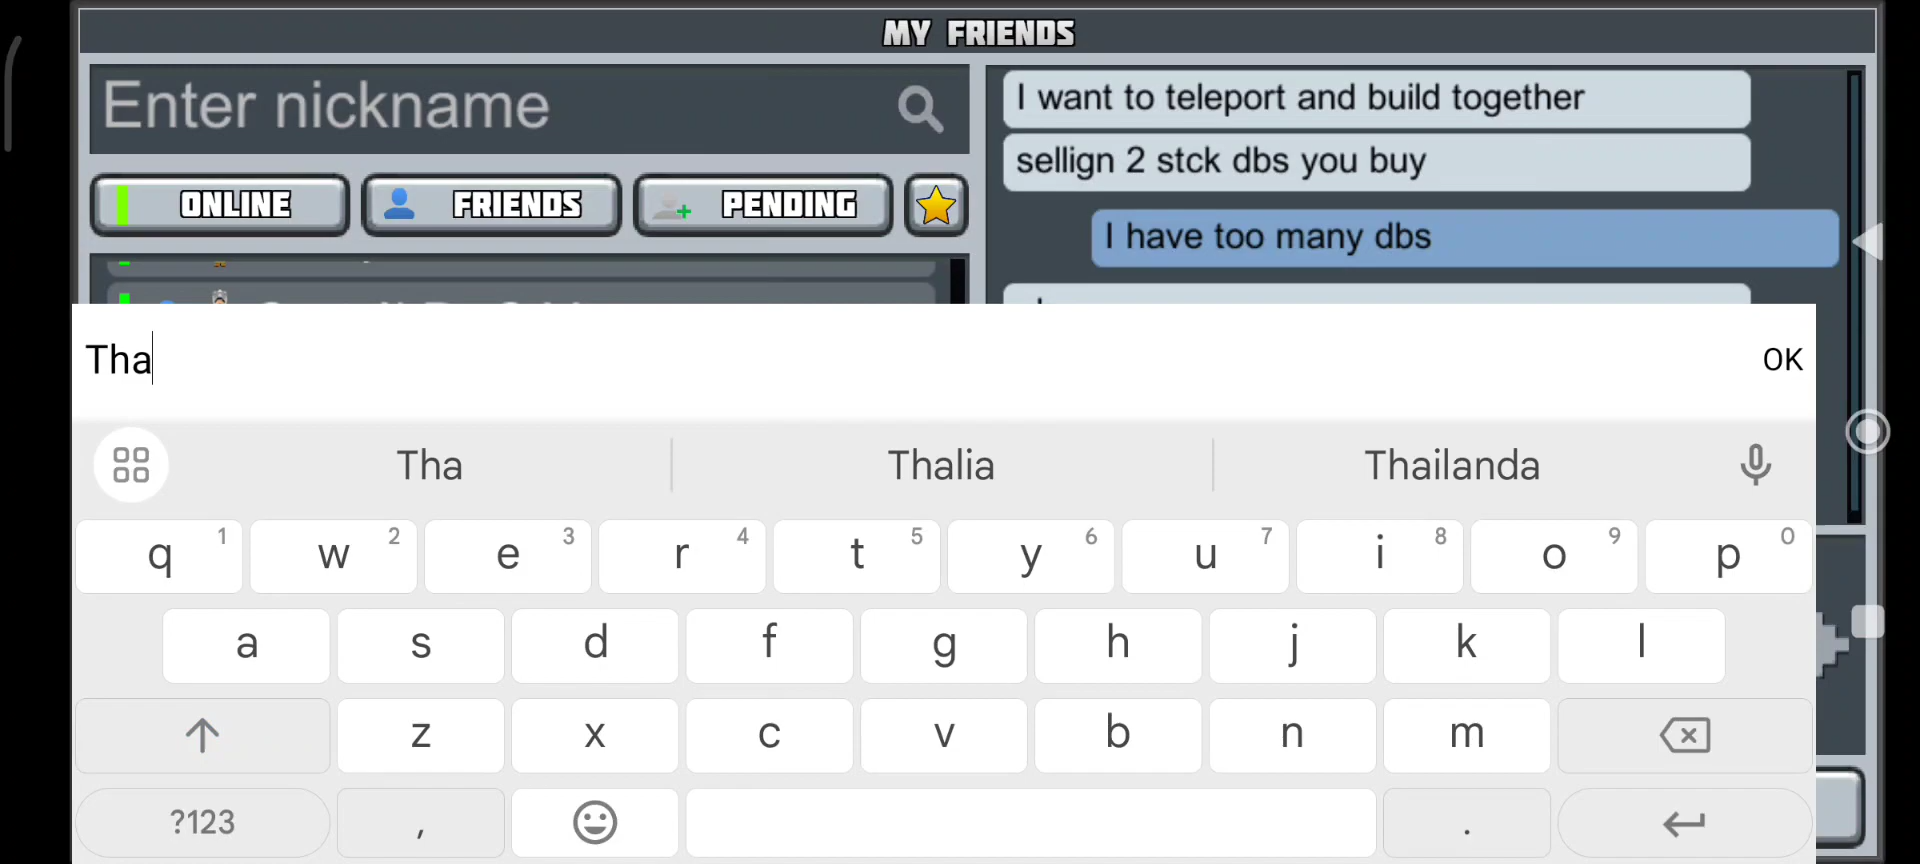 MY FRIENDS
Enter nickname
ONLINE
FRIENDS
PENDING
I want to teleport and build together
sellign 2 stck dbs you buy
I have too many dbs
Tha
OK
Tha
Thalia
Thailanda
q 1 w 2 e 3 r 4 t 5 y 6 u 7 i 8 o 9 p 0
a s d f g h j k l
z x c v b n m
?123 , .